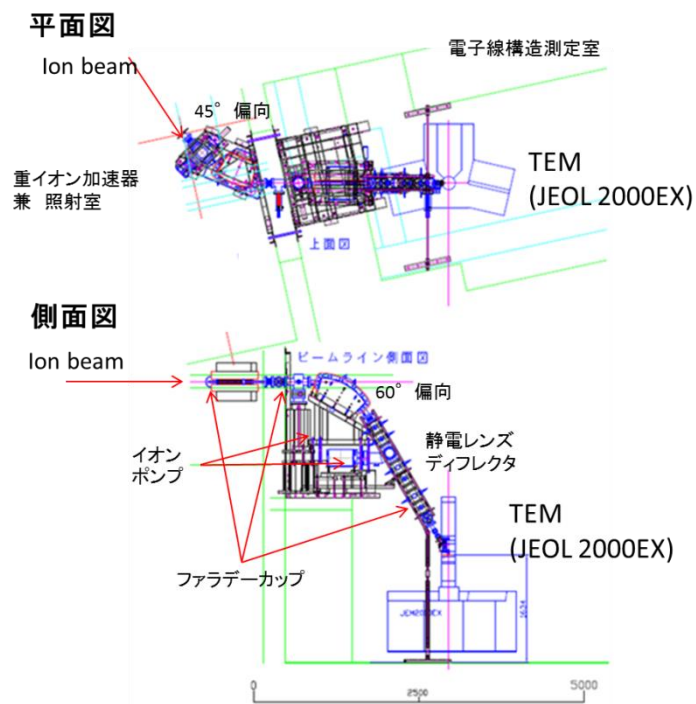 平面図
Ion beam
電子線構造測定室
45° 偏向
重イオン加速器
兼 照射室
TEM
(JEOL 2000EX)
上面図
側面図
Ion beam
ビームライン側面図
60° 偏向
イオン
ポンプ
静電レンズ
ディフレクタ
TEM
(JEOL 2000EX)
ファラデーカップ
1634
0
2500
5000